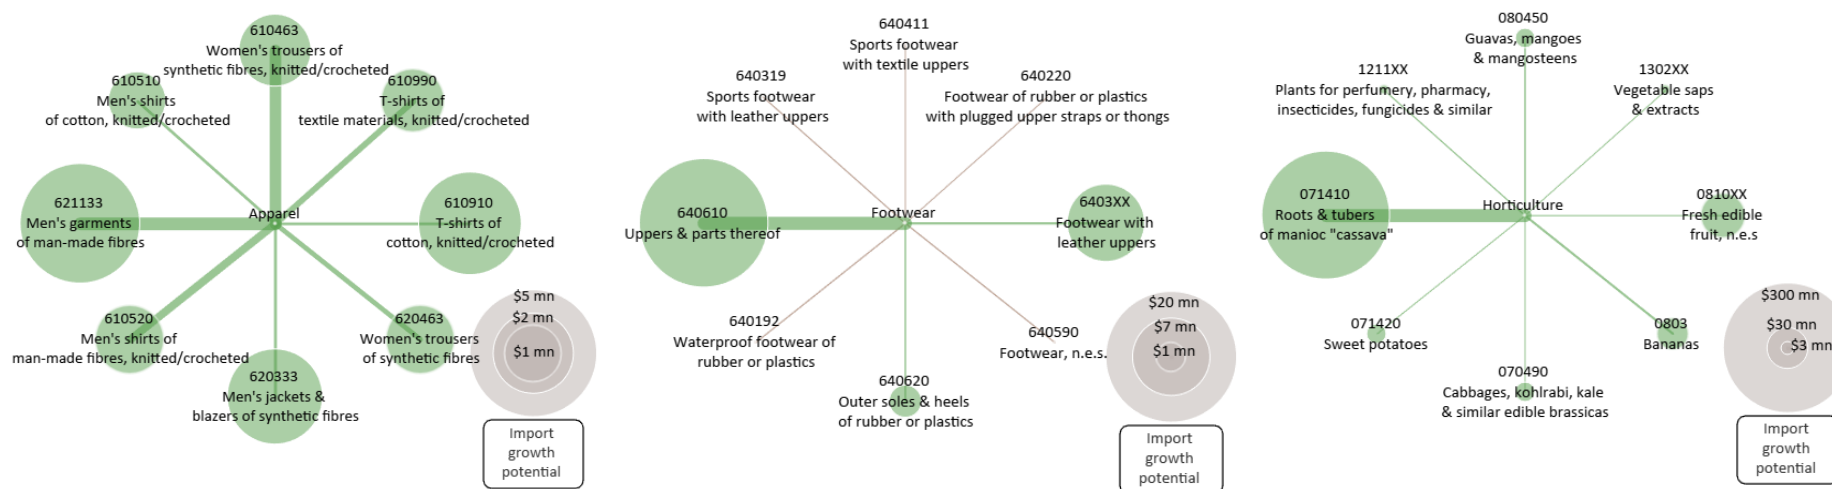 610463
Women's trousers of
synthetic fibres, knitted/crocheted
610510
Men's shirts
of cotton, knitted/crocheted
610990
T-shirts of
textile materials, knitted/crocheted
621133
Men's garments
of man-made fibres
Apparel
610910
T-shirts of
cotton, knitted/crocheted
610520
Men's shirts of
man-made fibres, knitted/crocheted
620333
Men's jackets &
blazers of synthetic fibres
620463
Women's trousers
of synthetic fibres
$5 mn
$2 mn
$1 mn
Import
growth
potential
640411
Sports footwear
with textile uppers
640319
Sports footwear
with leather uppers
640220
Footwear of rubber or plastics
with plugged upper straps or thongs
640610
Uppers & parts thereof
Footwear
6403XX
Footwear with
leather uppers
640192
Waterproof footwear of
rubber or plastics
640620
Outer soles & heels
of rubber or plastics
640590
Footwear, n.e.s.
$20 mn
$7 mn
$1 mn
Import
growth
potential
080450
Guavas, mangoes
& mangosteens
1211XX
Plants for perfumery, pharmacy,
insecticides, fungicides & similar
1302XX
Vegetable saps
& extracts
071410
Roots & tubers
of manioc "cassava"
Horticulture
0810XX
Fresh edible
fruit, n.e.s
071420
Sweet potatoes
070490
Cabbages, kohlrabi, kale
& similar edible brassicas
0803
Bananas
$300 mn
$30 mn
$3 mn
Import
growth
potential